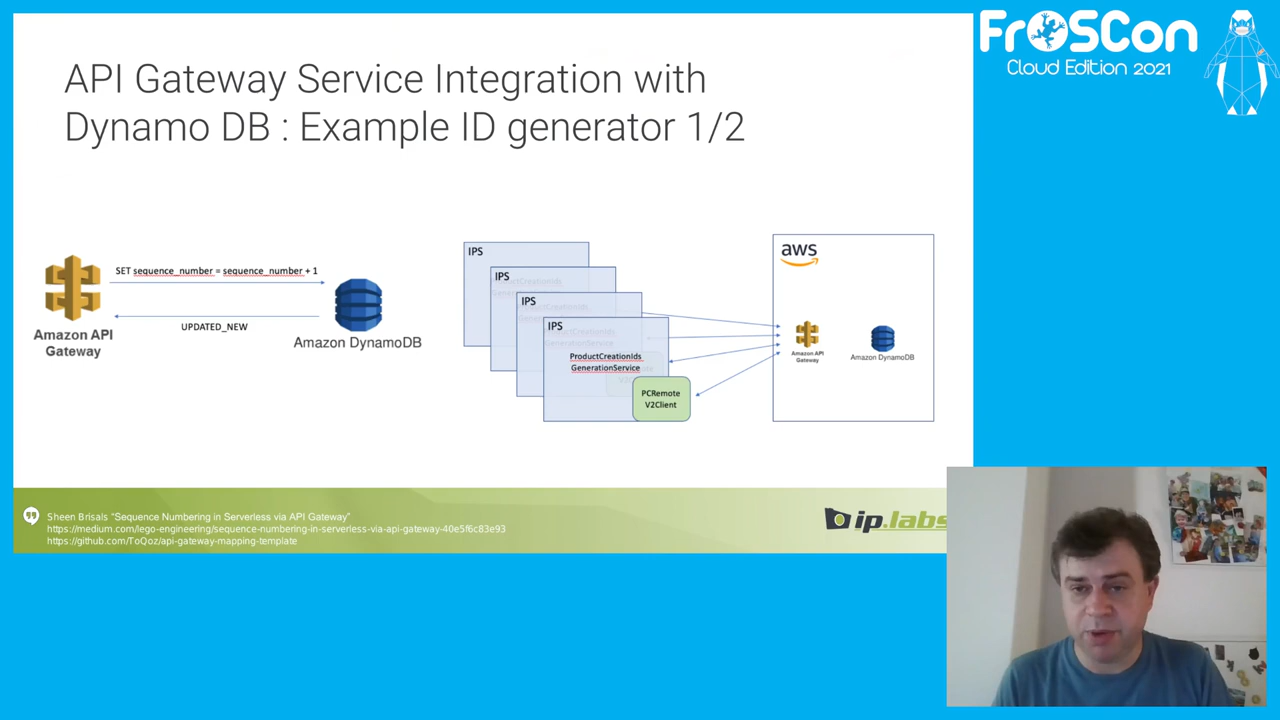 FrOSCon
Cloud Edition 2021
API Gateway Service Integration with
Dynamo DB : Example ID generator 1/2
SET sequence_number = sequence_number + 1
UPDATED_NEW
Amazon API
Gateway
Amazon DynamoDB
IPS
IPS
IPS
IPS
ProductCreationIds
GenerationService
PCRemote
V2Client
aws
Amazon API
Gateway
Amazon DynamoDB
Sheen Brisals "Sequence Numbering in Serverless via API Gateway"
https://medium.com/lego-engineering/sequence-numbering-in-serverless-via-api-gateway-40e5f6c83e93
https://github.com/ToQoz/api-gateway-mapping-template
ip.labs